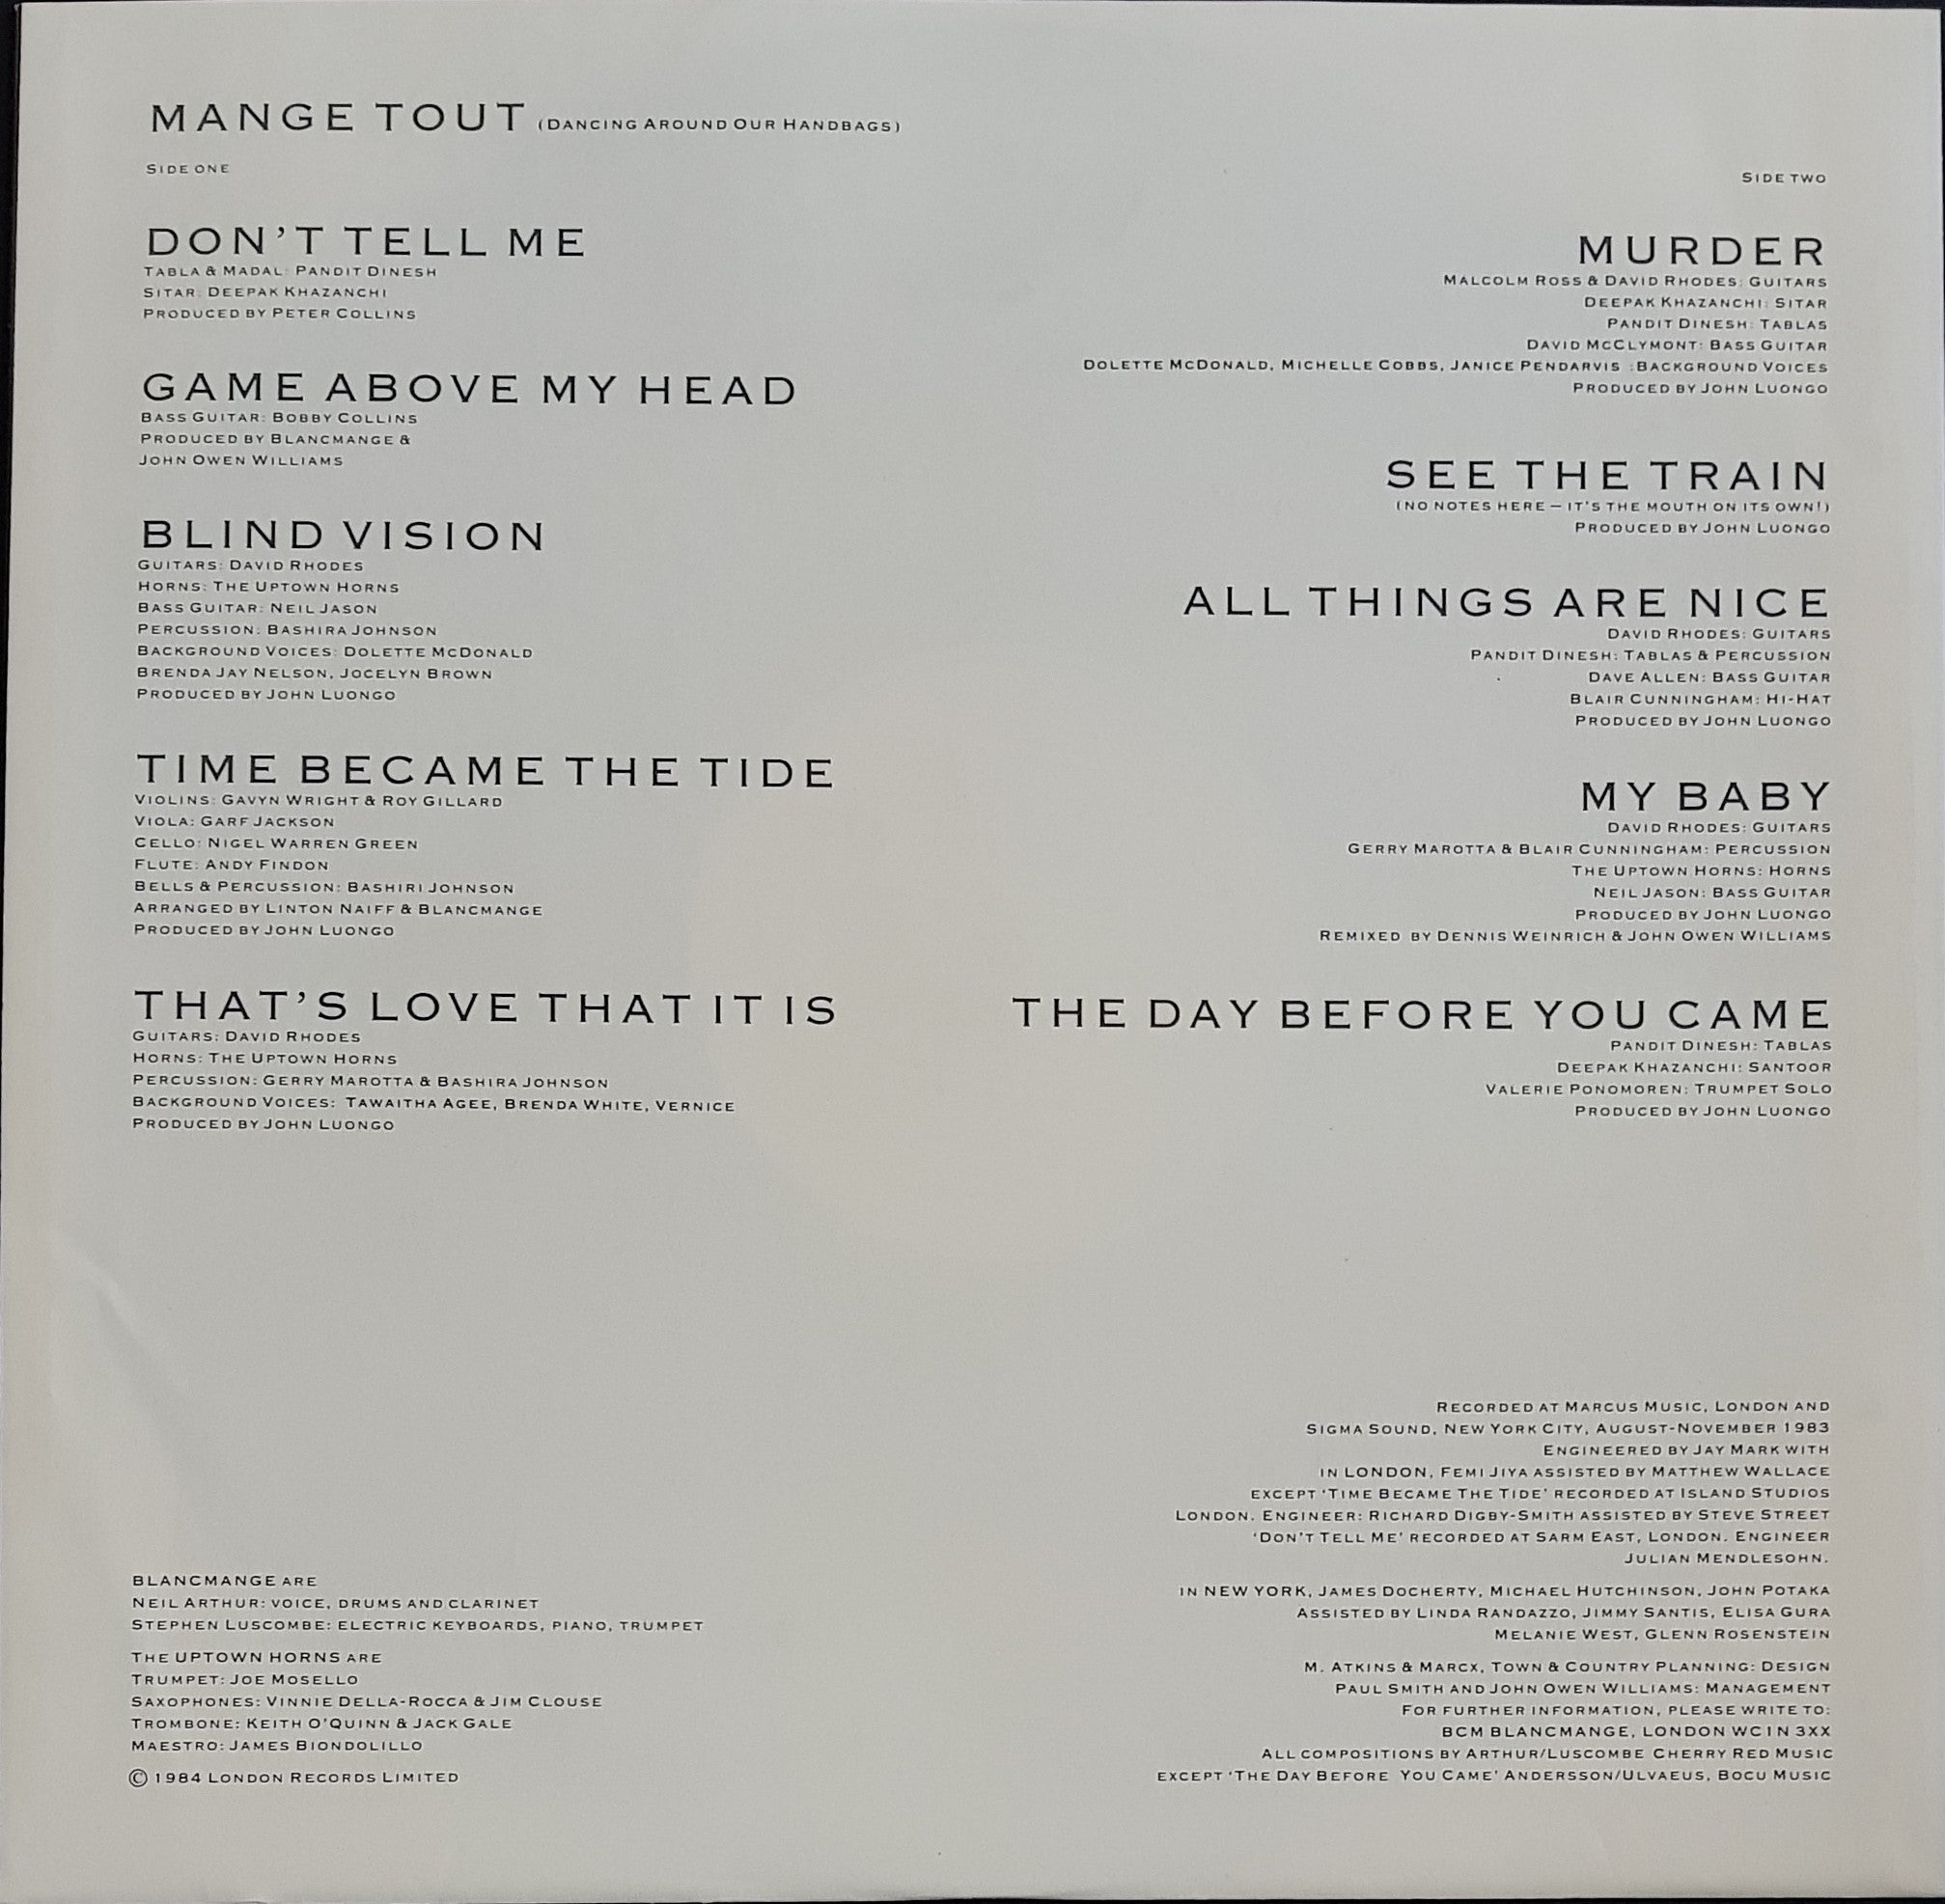 MANGE TOUT (DANCING AROUND OUR HANDBAGS)
SIDE ONE
DON'T TELL ME
TABLA & MADAL: PANDIT DINESH
SITAR: DEEPAK KHAZANCHI
PRODUCED BY PETER COLLINS
GAME ABOVE MY HEAD
BASS GUITAR: BOBBY COLLINS
PRODUCED BY BLANCMANGE &
JOHN OWEN WILLIAMS
BLIND VISION
GUITARS: DAVID RHODES
HORNS: THE UPTOWN HORNS
BASS GUITAR: NEIL JASON
PERCUSSION: BASHIRA JOHNSON
BACKGROUND VOICES: DOLETTE MCDONALD
BRENDA JAY NELSON, JOCELYN BROWN
PRODUCED BY JOHN LUONGO
TIME BECAME THE TIDE
VIOLINS: GAVYN WRIGHT & ROY GILLARD
VIOLA: GARF JACKSON
CELLO: NIGEL WARREN GREEN
FLUTE: ANDY FINDON
BELLS & PERCUSSION: BASHIRI JOHNSON
ARRANGED BY LINTON NAIFF & BLANCMANGE
PRODUCED BY JOHN LUONGO
THAT'S LOVE THAT IT IS
GUITARS: DAVID RHODES
HORNS: THE UPTOWN HORNS
PERCUSSION: GERRY MAROTTA & BASHIRA JOHNSON
BACKGROUND VOICES: TAWAITHA AGEE, BRENDA WHITE, VERNICE
PRODUCED BY JOHN LUONGO
BLANCMANGE ARE
NEIL ARTHUR: VOICE, DRUMS AND CLARINET
STEPHEN LUSCOMBE: ELECTRIC KEYBOARDS, PIANO, TRUMPET
THE UPTOWN HORNS ARE
TRUMPET: JOE MOSELLO
SAXOPHONES: VINNIE DELLA-ROCCA & JIM CLOUSE
TROMBONE: KEITH O'QUINN & JACK GALE
MAESTRO: JAMES BIONDOLILLO
© 1984 LONDON RECORDS LIMITED
SIDE TWO
MURDER
MALCOLM ROSS & DAVID RHODES: GUITARS
DEEPAK KHAZANCHI: SITAR
PANDIT DINESH: TABLAS
DAVID MCCLYMONT: BASS GUITAR
DOLETTE MCDONALD, MICHELLE COBBS, JANICE PENDARVIS :BACKGROUND VOICES
PRODUCED BY JOHN LUONGO
SEE THE TRAIN
(NO NOTES HERE – IT'S THE MOUTH ON ITS OWN!)
PRODUCED BY JOHN LUONGO
ALL THINGS ARE NICE
DAVID RHODES: GUITARS
PANDIT DINESH: TABLAS & PERCUSSION
DAVE ALLEN: BASS GUITAR
BLAIR CUNNINGHAM: HI-HAT
PRODUCED BY JOHN LUONGO
MY BABY
DAVID RHODES: GUITARS
GERRY MAROTTA & BLAIR CUNNINGHAM: PERCUSSION
THE UPTOWN HORNS: HORNS
NEIL JASON: BASS GUITAR
PRODUCED BY JOHN LUONGO
REMIXED BY DENNIS WEINRICH & JOHN OWEN WILLIAMS
THE DAY BEFORE YOU CAME
PANDIT DINESH: TABLAS
DEEPAK KHAZANCHI: SANTOOR
VALERIE PONOMOREN: TRUMPET SOLO
PRODUCED BY JOHN LUONGO
RECORDED AT MARCUS MUSIC, LONDON AND
SIGMA SOUND, NEW YORK CITY, AUGUST-NOVEMBER 1983
ENGINEERED BY JAY MARK WITH
IN LONDON, FEMI JIYA ASSISTED BY MATTHEW WALLACE
EXCEPT 'TIME BECAME THE TIDE' RECORDED AT ISLAND STUDIOS
LONDON. ENGINEER: RICHARD DIGBY-SMITH ASSISTED BY STEVE STREET
'DON'T TELL ME' RECORDED AT SARM EAST, LONDON. ENGINEER
JULIAN MENDLESOHN.
IN NEW YORK, JAMES DOCHERTY, MICHAEL HUTCHINSON, JOHN POTAKA
ASSISTED BY LINDA RANDAZZO, JIMMY SANTIS, ELISA GURA
MELANIE WEST, GLENN ROSENSTEIN
M. ATKINS & MARCX, TOWN & COUNTRY PLANNING: DESIGN
PAUL SMITH AND JOHN OWEN WILLIAMS: MANAGEMENT
FOR FURTHER INFORMATION, PLEASE WRITE TO:
BCM BLANCMANGE, LONDON WC1N 3XX
ALL COMPOSITIONS BY ARTHUR/LUSCOMBE CHERRY RED MUSIC
EXCEPT 'THE DAY BEFORE YOU CAME' ANDERSSON/ULVAEUS, BOCU MUSIC